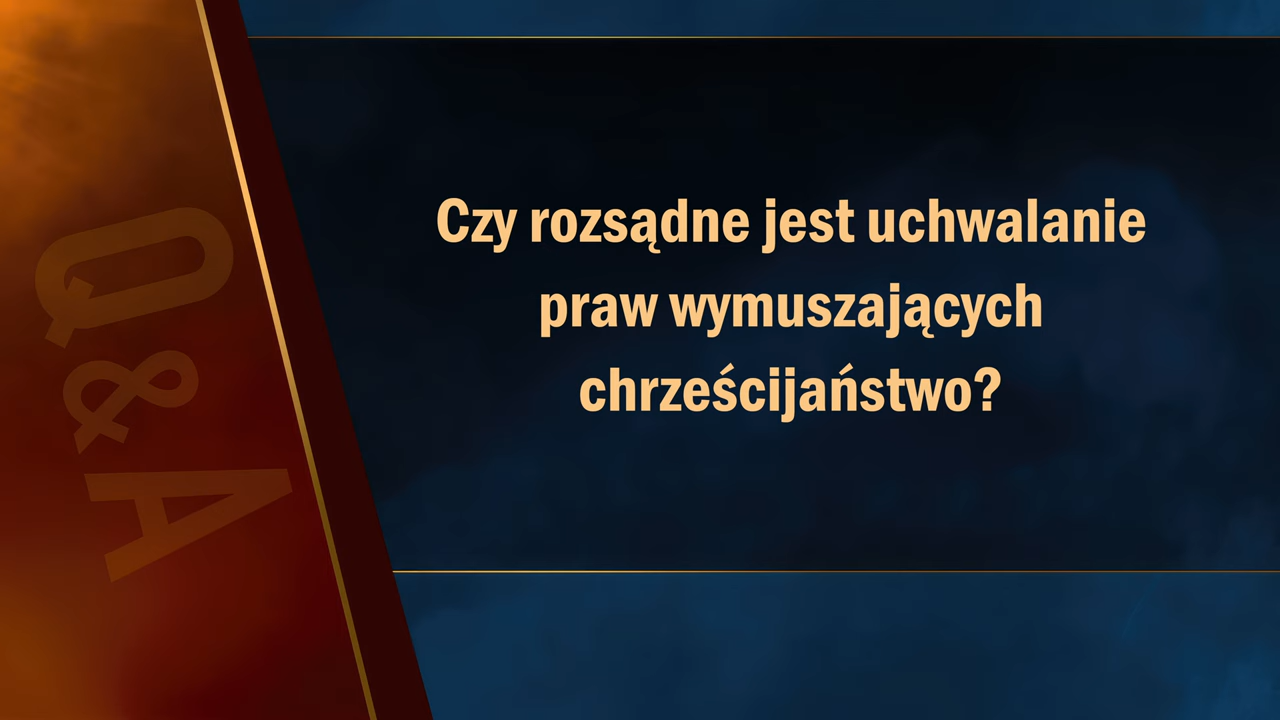 Q & A
Czy rozsądne jest uchwalanie
praw wymuszających
chrześcijaństwo?